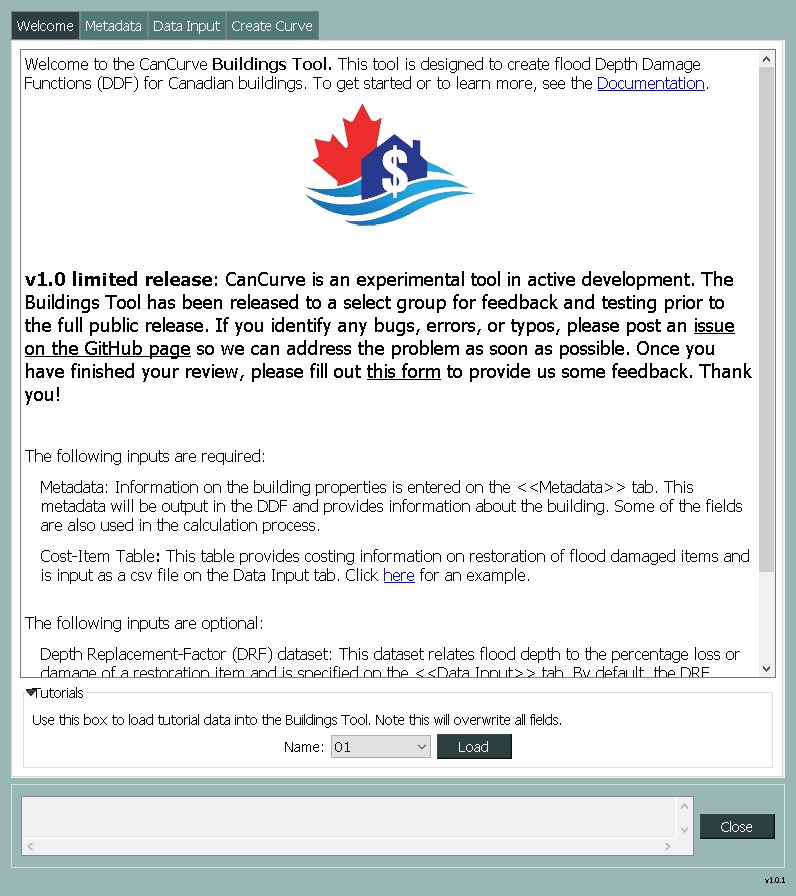 Welcome Metadata Data Input Create Curve
Welcome to the CanCurve Buildings Tool. This tool is designed to create flood Depth Damage
Functions (DDF) for Canadian buildings. To get started or to learn more, see the Documentation.
$
v1.0 limited release: CanCurve is an experimental tool in active development. The
Buildings Tool has been released to a select group for feedback and testing prior to
the full public release. If you identify any bugs, errors, or typos, please post an issue
on the GitHub page so we can address the problem as soon as possible. Once you
have finished your review, please fill out this form to provide us some feedback. Thank
you!
The following inputs are required:
Metadata: Information on the building properties is entered on the <<Metadata>> tab. This
metadata will be output in the DDF and provides information about the building. Some of the fields
are also used in the calculation process.
Cost-Item Table: This table provides costing information on restoration of flood damaged items and
is input as a csv file on the Data Input tab. Click here for an example.
The following inputs are optional:
Depth Replacement-Factor (DRF) dataset: This dataset relates flood depth to the percentage loss or
damage of a restoration item and is specified on the <<Data Input>> tab. By default, the DRF
Tutorials
Use this box to load tutorial data into the Buildings Tool. Note this will overwrite all fields.
Name: 01 Load
Close
v1.0.1